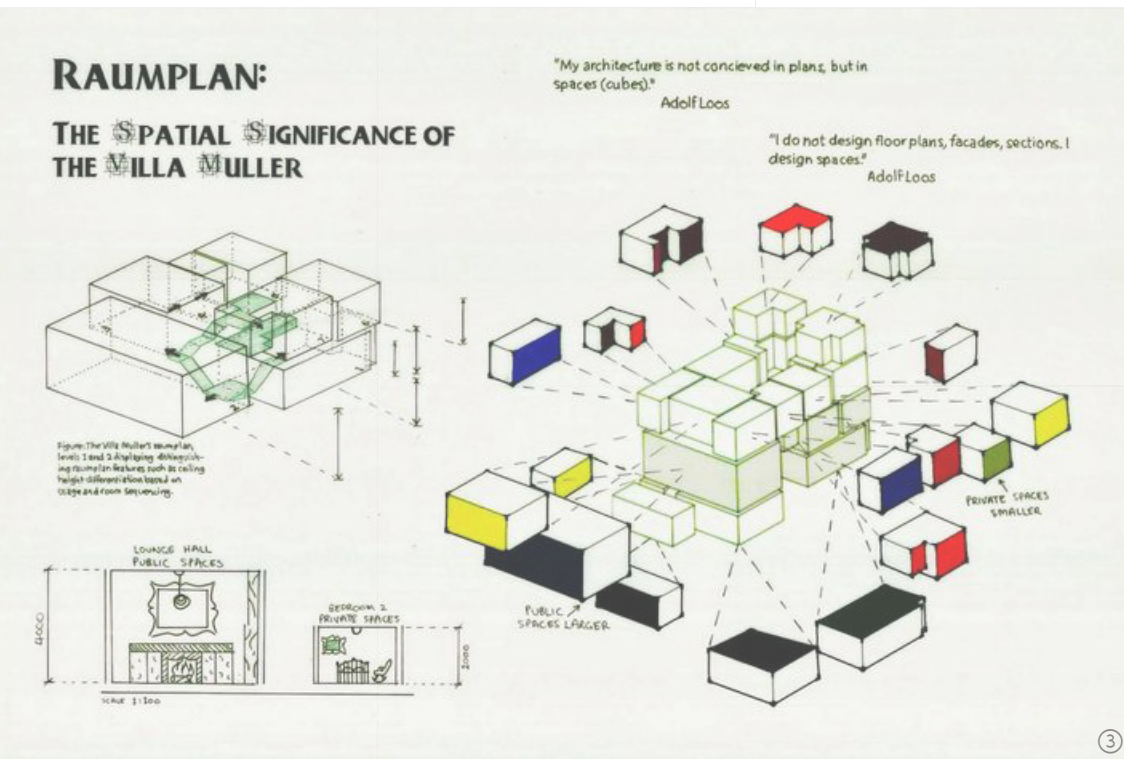 RAUMPLAN:
THE SPATIAL SIGNIFICANCE OF
THE VILLA MULLER
"My architecture is not concieved in plans, but in
spaces (cubes)."
Adolf Loos
"I do not design floor plans, facades, sections. I
design spaces."
Adolf Loos
Figure: The Villa Muller's raumplan,
levels 1 and 2 displaying distinguish-
ing raumplan features such as ceiling
height differentiation based on
usage and room sequencing.
LOUNGE HALL
PUBLIC SPACES
4000
BEDROOM 2
PRIVATE SPACES
2000
SCALE 1:100
PUBLIC
SPACES LARGER
PRIVATE SPACES
SMALLER
3